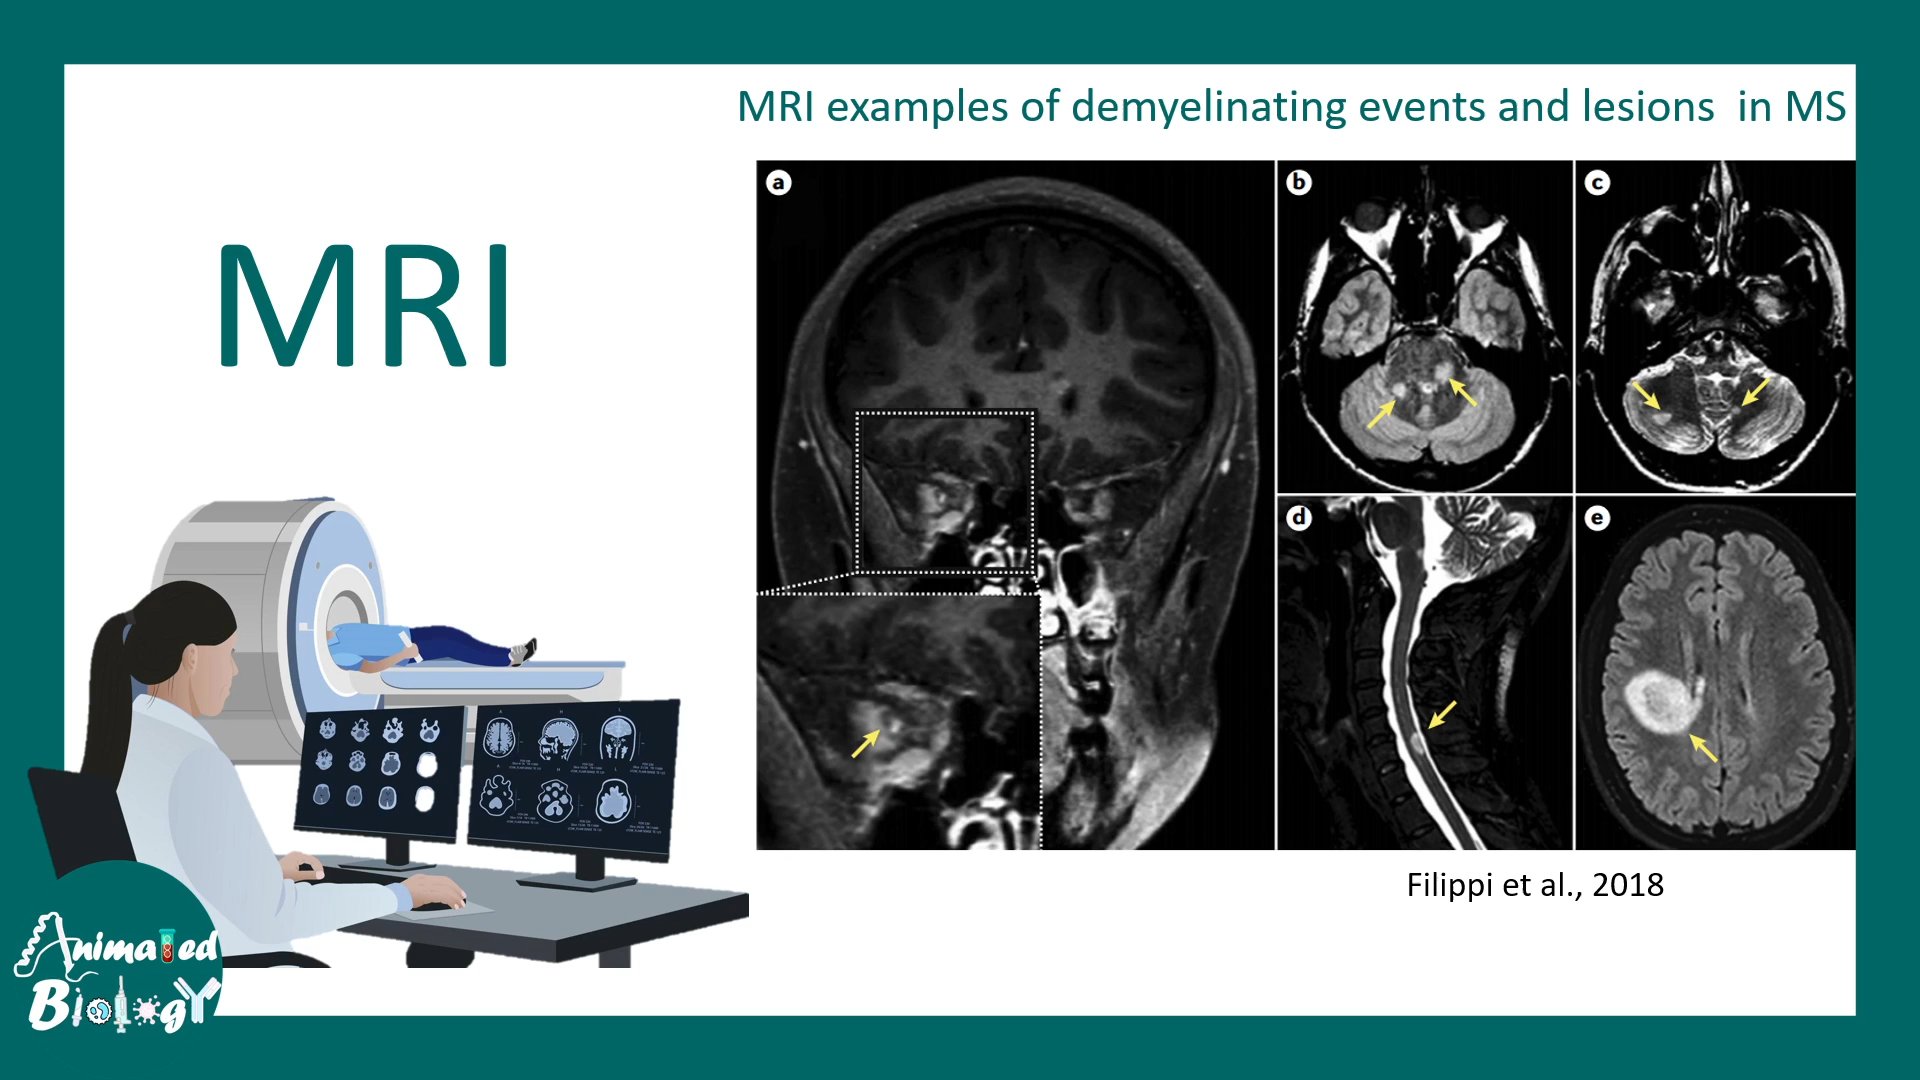 MRI examples of demyelinating events and lesions in MS
MRI
a
b
c
d
e
Filippi et al., 2018
Animated
Biology